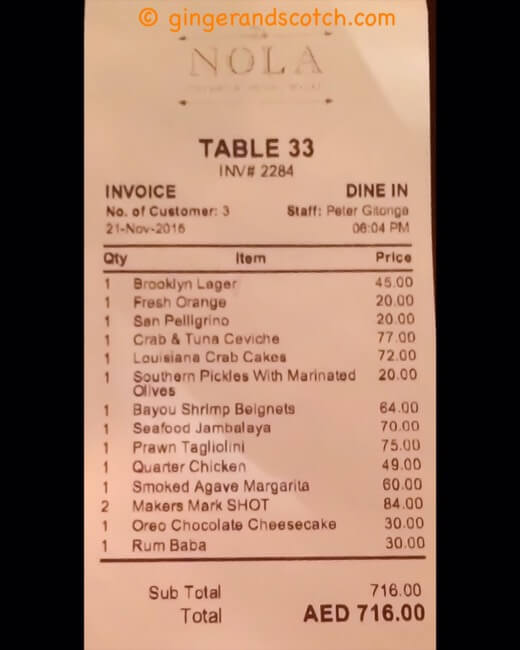 © gingerandscotch.com
NOLA
TABLE 33
INV# 2284
INVOICE DINE IN
No. of Customer: 3 Staff: Peter Gitonga
21-Nov-2016 06:04 PM
Qty Item Price
1 Brooklyn Lager 45.00
1 Fresh Orange 20.00
1 San Pelligrino 20.00
1 Crab & Tuna Ceviche 77.00
1 Louisiana Crab Cakes 72.00
1 Southern Pickles With Marinated 20.00
Olives
1 Bayou Shrimp Beignets 64.00
1 Seafood Jambalaya 70.00
1 Prawn Tagliolini 75.00
1 Quarter Chicken 49.00
1 Smoked Agave Margarita 60.00
2 Makers Mark SHOT 84.00
1 Oreo Chocolate Cheesecake 30.00
1 Rum Baba 30.00
Sub Total 716.00
Total AED 716.00